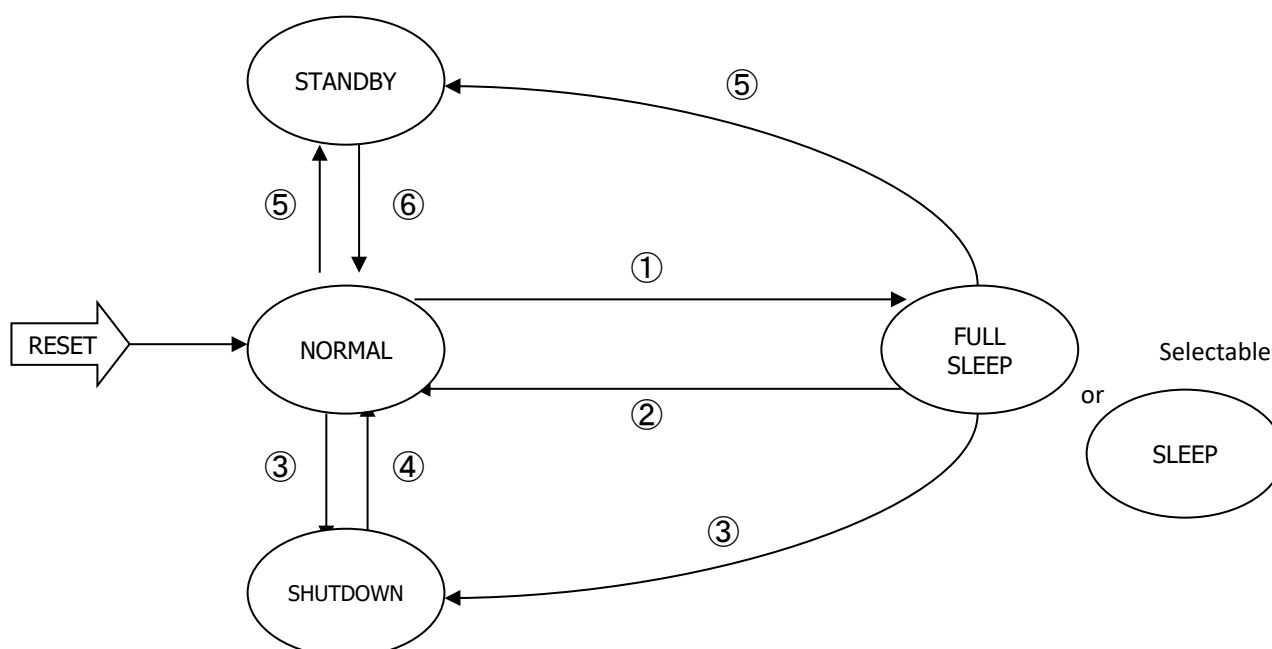 STANDBY
⑤
⑤
⑥
①
RESET
NORMAL
FULL
SLEEP
Selectable
or
②
③
④
SLEEP
③
SHUTDOWN